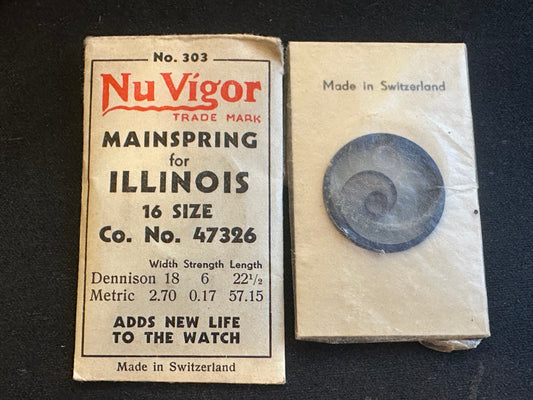 No. 303
Nu Vigor
TRADE MARK
MAINSPRING
for
ILLINOIS
16 SIZE
Co. No. 47326
Width Strength Length
Dennison 18 6 22 1/2
Metric 2.70 0.17 57.15
ADDS NEW LIFE
TO THE WATCH
Made in Switzerland
Made in Switzerland